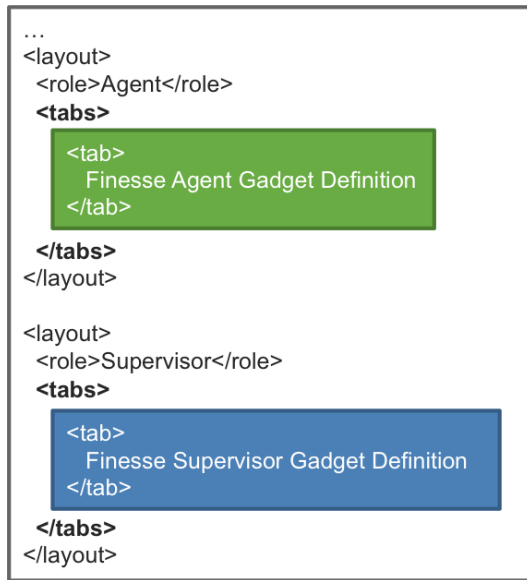 …
<layout>
<role>Agent</role>
<tabs>
<tab>
Finesse Agent Gadget Definition
</tab>
</tabs>
</layout>
<layout>
<role>Supervisor</role>
<tabs>
<tab>
Finesse Supervisor Gadget Definition
</tab>
</tabs>
</layout>